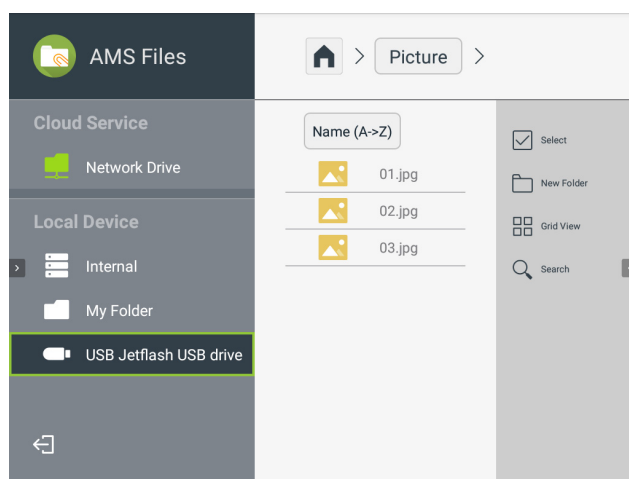 AMS Files
> Picture >
Cloud Service
Network Drive
Local Device
Internal
My Folder
USB Jetflash USB drive
Name (A->Z)
01.jpg
02.jpg
03.jpg
Select
New Folder
Grid View
Search